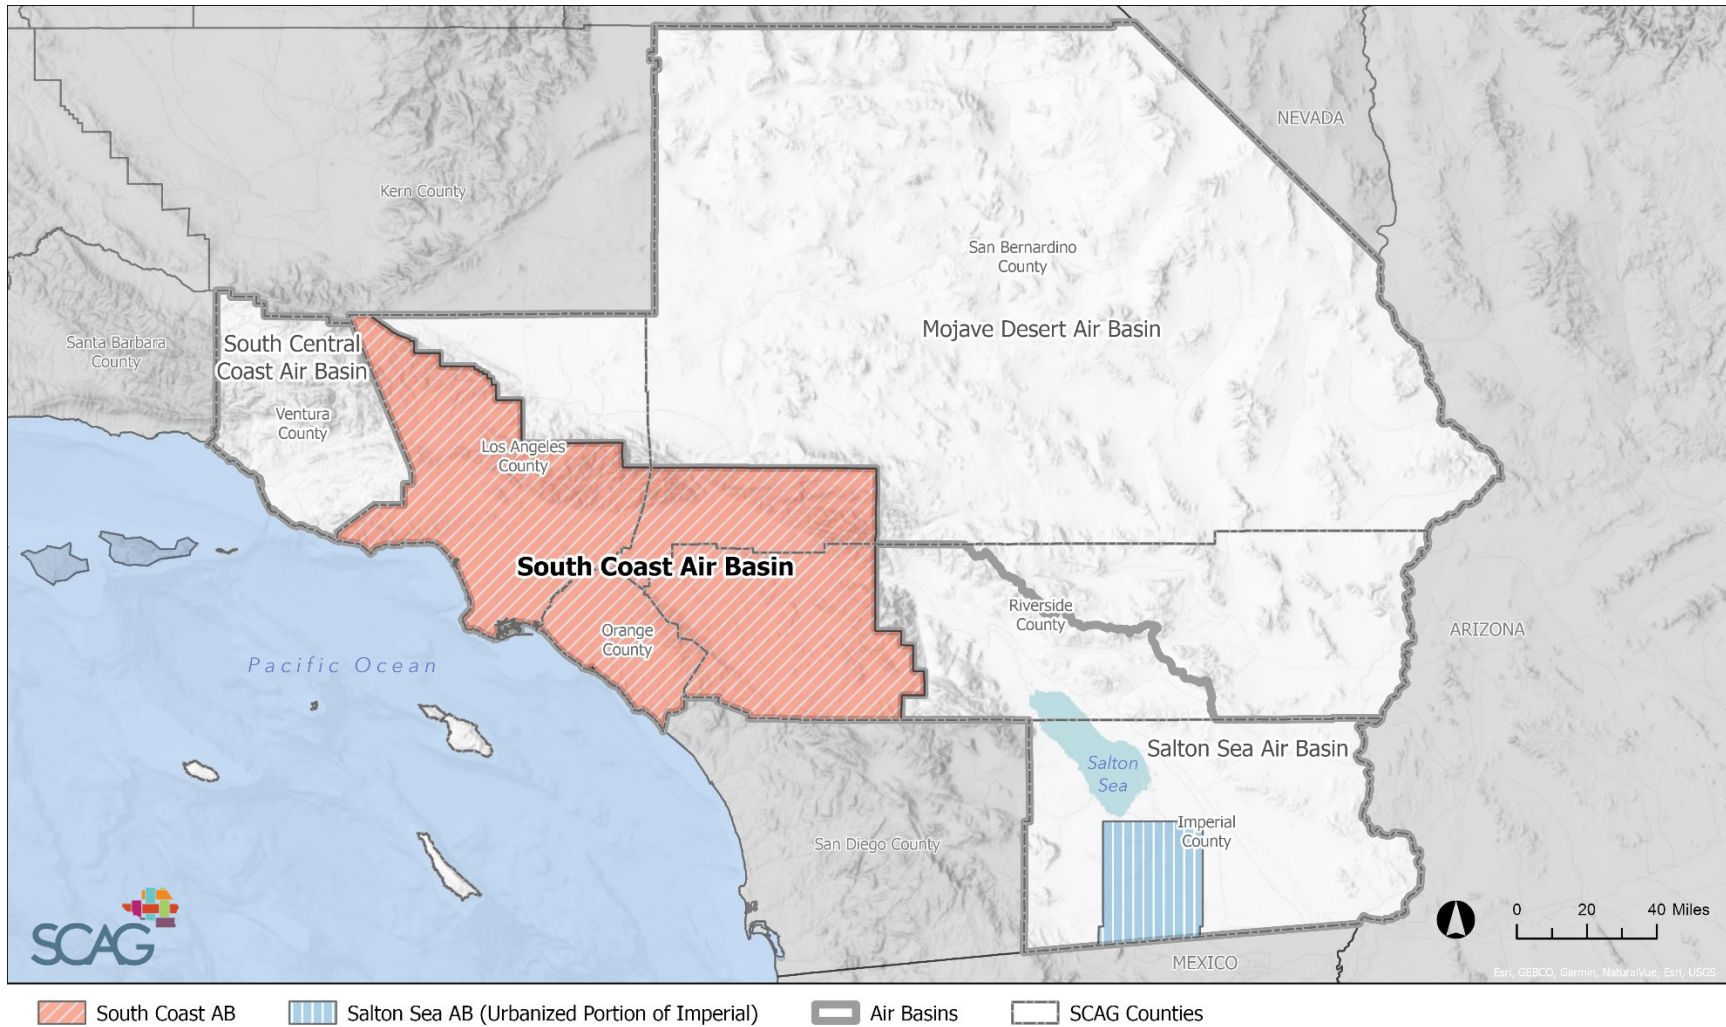 NEVADA
Kern County
San Bernardino
County
Mojave Desert Air Basin
Santa Barbara
County
South Central
Coast Air Basin
Ventura
County
Los Angeles
County
South Coast Air Basin
Riverside
County
Orange
County
ARIZONA
Pacific Ocean
Salton Sea Air Basin
Salton
Sea
Imperial
County
San Diego County
SCAG
0 20 40 Miles
MEXICO
Esri, GEBCO, Garmin, NaturalVue, Esri, USGS
South Coast AB
Salton Sea AB (Urbanized Portion of Imperial)
Air Basins
SCAG Counties